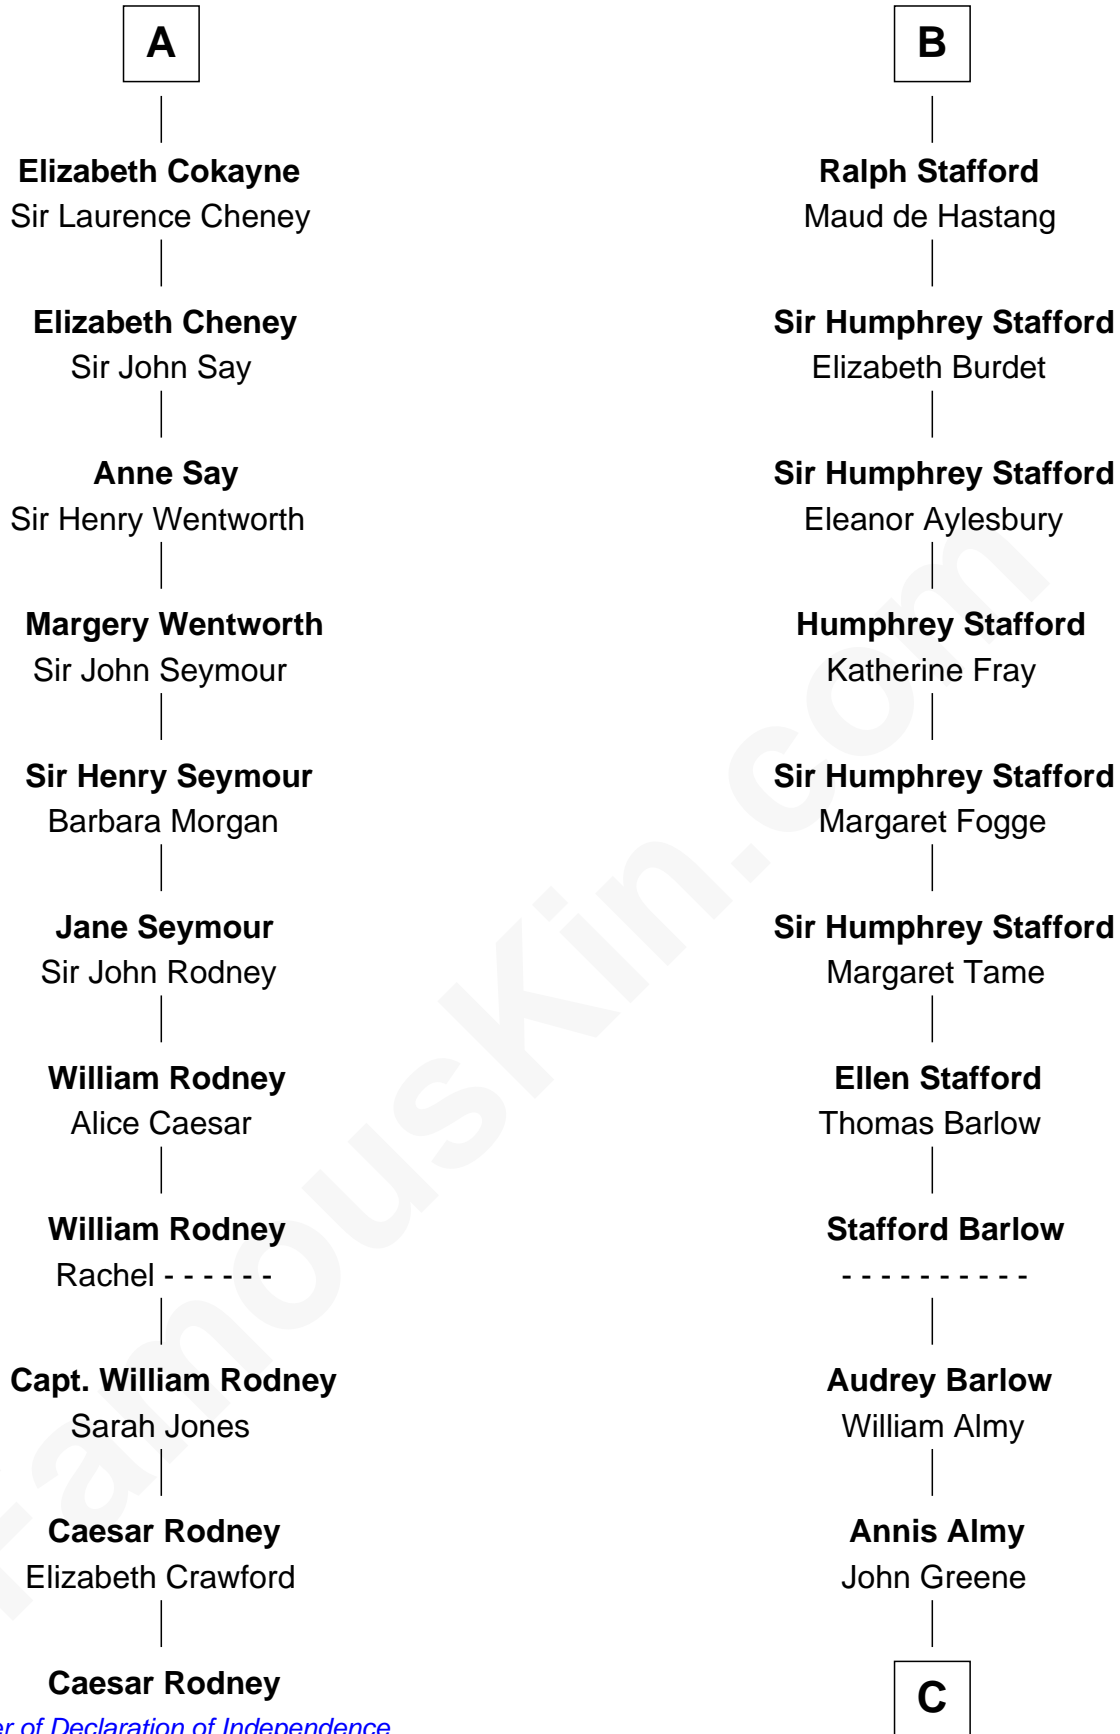 A
Elizabeth Cokayne
Sir Laurence Cheney
Elizabeth Cheney
Sir John Say
Anne Say
Sir Henry Wentworth
Margery Wentworth
Sir John Seymour
Sir Henry Seymour
Barbara Morgan
Jane Seymour
Sir John Rodney
William Rodney
Alice Caesar
William Rodney
Rachel - - - - - -
Capt. William Rodney
Sarah Jones
Caesar Rodney
Elizabeth Crawford
Caesar Rodney
of Declaration of Independence
B
Ralph Stafford
Maud de Hastang
Sir Humphrey Stafford
Elizabeth Burdet
Sir Humphrey Stafford
Eleanor Aylesbury
Humphrey Stafford
Katherine Fray
Sir Humphrey Stafford
Margaret Fogge
Sir Humphrey Stafford
Margaret Tame
Ellen Stafford
Thomas Barlow
Stafford Barlow
- - - - - - - - - -
Audrey Barlow
William Almy
Annis Almy
John Greene
C
FamousKin.com